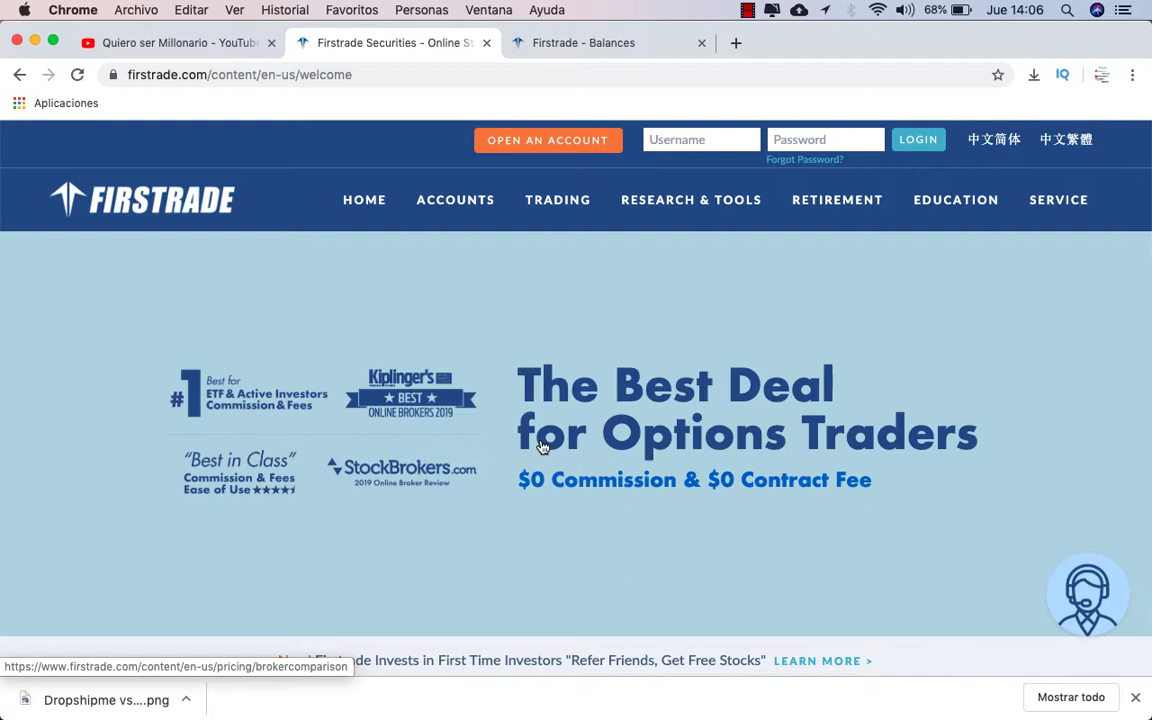 Chrome Archivo Editar Ver Historial Favoritos Personas Ventana Ayuda 68% Jue 14:06
Quiero ser Millonario - YouTub Firstrade Securities - Online St Firstrade - Balances
firstrade.com/content/en-us/welcome IQ
Aplicaciones
OPEN AN ACCOUNT Username Password LOGIN 中文简体 中文繁體
Forgot Password?
FIRSTRADE HOME ACCOUNTS TRADING RESEARCH & TOOLS RETIREMENT EDUCATION SERVICE
#1 Best for
ETF & Active Investors
Commission & Fees
Kiplinger's
BEST
ONLINE BROKERS 2019
"Best in Class"
Commission & Fees
Ease of Use
StockBrokers.com
2019 Online Broker Review
The Best Deal
for Options Traders
$0 Commission & $0 Contract Fee
Invests in First Time Investors "Refer Friends, Get Free Stocks" LEARN MORE >
https://www.firstrade.com/content/en-us/pricing/brokercomparison
Dropshipme vs....png Mostrar todo